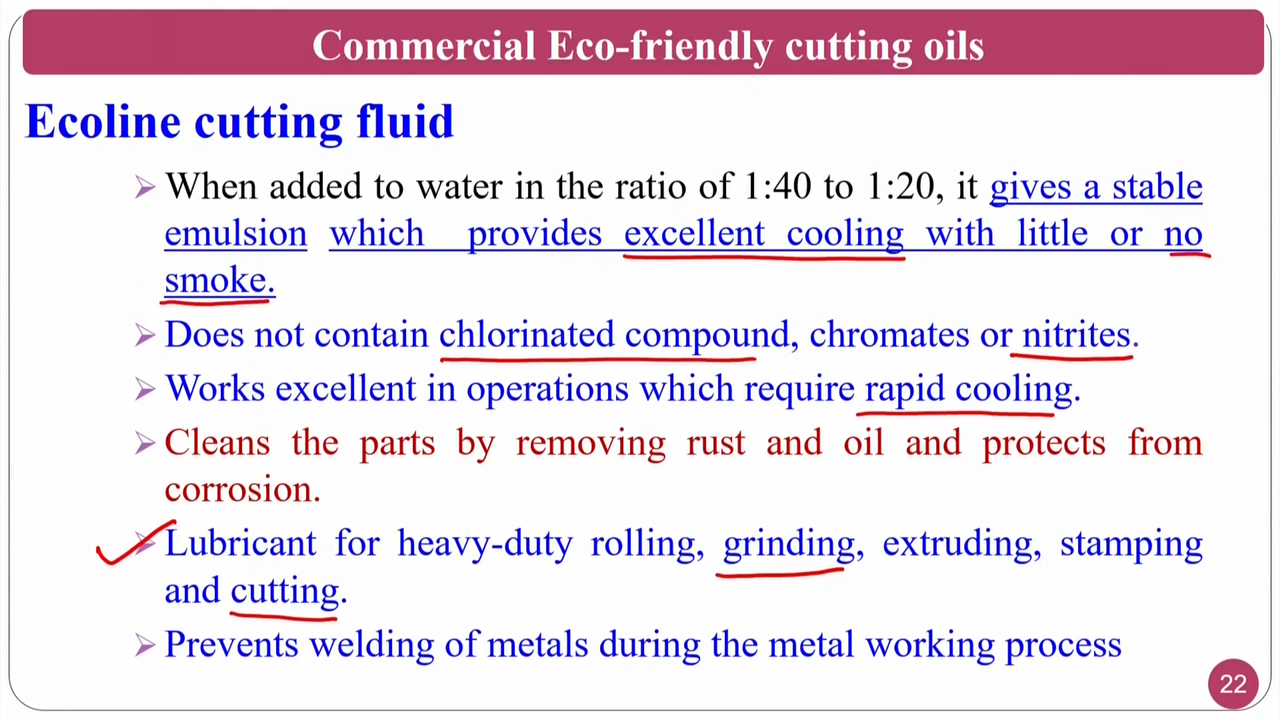 Commercial Eco-friendly cutting oils
Ecoline cutting fluid
When added to water in the ratio of 1:40 to 1:20, it gives a stable
emulsion which provides excellent cooling with little or no
smoke.
Does not contain chlorinated compound, chromates or nitrites.
Works excellent in operations which require rapid cooling.
Cleans the parts by removing rust and oil and protects from
corrosion.
Lubricant for heavy-duty rolling, grinding, extruding, stamping
and cutting.
Prevents welding of metals during the metal working process
22